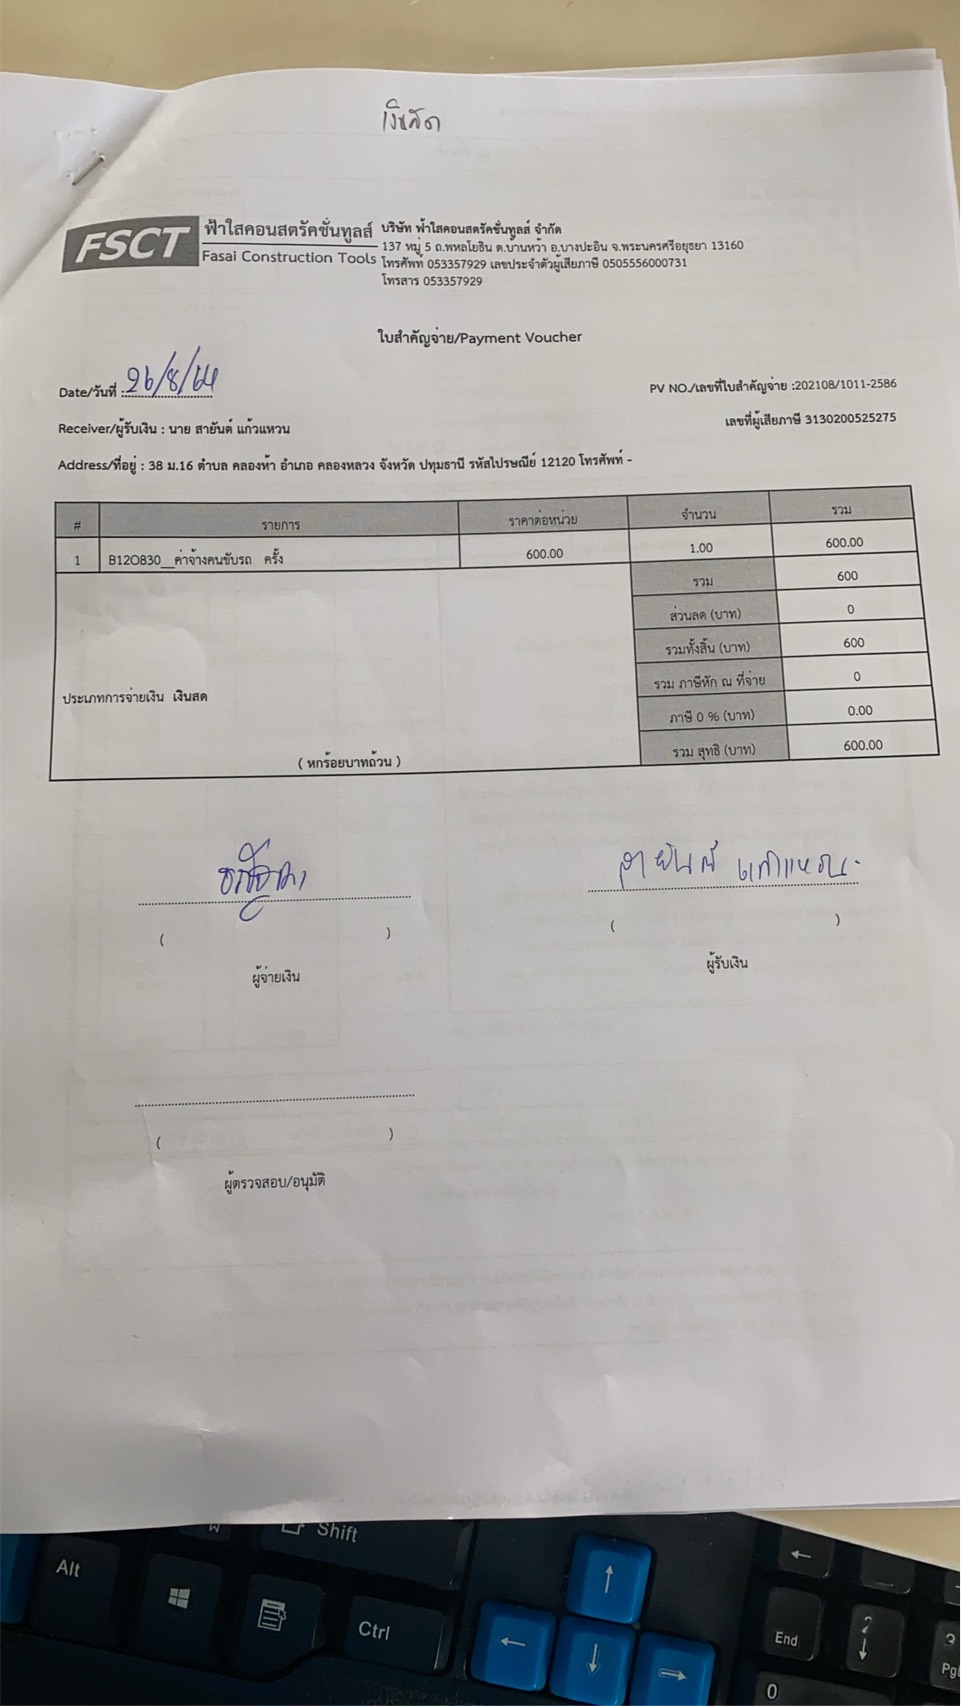 เงินสด
FSCT
ฟ้าใสคอนสตรัคชั่นทูลส์
Fasai Construction Tools
บริษัท ฟ้าใสคอนสตรัคชั่นทูลส์ จำกัด
137 หมู่ 5 ถ.พหลโยธิน ต.บ้านหว้า อ.บางปะอิน จ.พระนครศรีอยุธยา 13160
โทรศัพท์ 053357929 เลขประจำตัวผู้เสียภาษี 0505556000731
โทรสาร 053357929
ใบสำคัญจ่าย/Payment Voucher
Date/วันที่ : 26/8/64
PV NO./เลขที่ใบสำคัญจ่าย :202108/1011-2586
Receiver/ผู้รับเงิน : นาย สายันต์ แก้วแหวน
เลขที่ผู้เสียภาษี 3130200525275
Address/ที่อยู่ : 38 ม.16 ตำบล คลองห้า อำเภอ คลองหลวง จังหวัด ปทุมธานี รหัสไปรษณีย์ 12120 โทรศัพท์ -
# รายการ ราคาต่อหน่วย จำนวน รวม
1 B12O830__ค่าจ้างคนขับรถ ครั้ง 600.00 1.00 600.00
รวม 600
ส่วนลด (บาท) 0
รวมทั้งสิ้น (บาท) 600
รวม ภาษีหัก ณ ที่จ่าย 0
ประเภทการจ่ายเงิน เงินสด
ภาษี 0 % (บาท) 0.00
( หกร้อยบาทถ้วน ) รวม สุทธิ (บาท) 600.00
สายันต์ แก้วแหวน
( ) ( )
ผู้จ่ายเงิน ผู้รับเงิน
( )
ผู้ตรวจสอบ/อนุมัติ
Shift
Alt
Ctrl
End
0